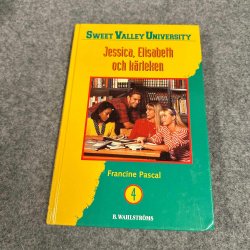 SWEET VALLEY UNIVERSITY
Jessica, Elisabeth
och kärleken
Francine Pascal
4
B. WAHLSTRÖMS